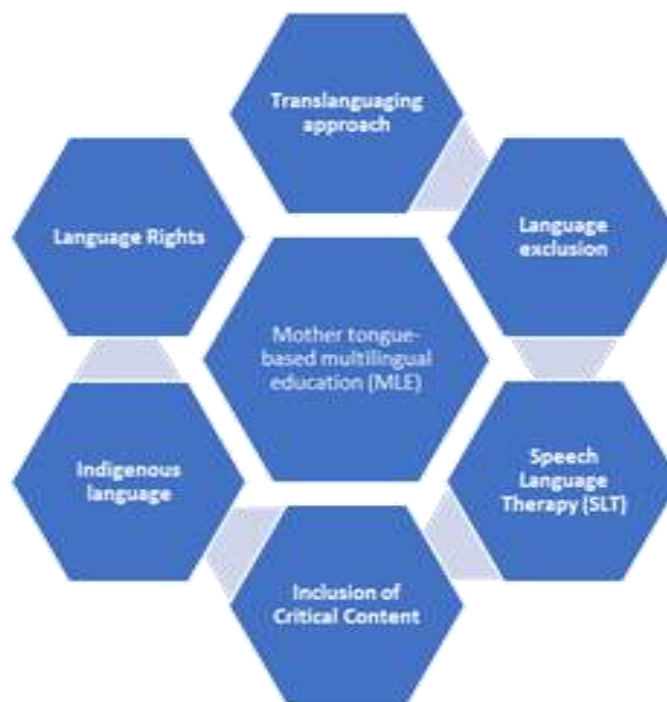 Translanguaging
approach
Language Rights
Language
exclusion
Mother tongue-
based multilingual
education (MLE)
Indigenous
language
Speech
Language
Therapy (SLT)
Inclusion of
Critical Content